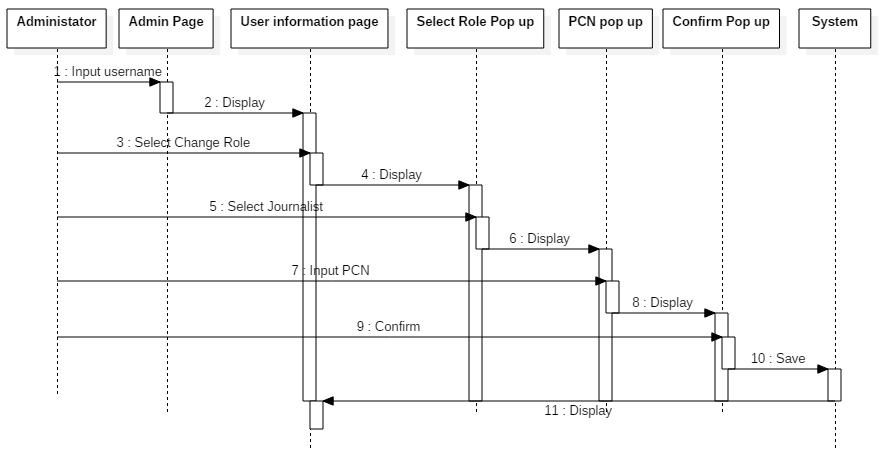 Administator
Admin Page
User information page
Select Role Pop up
PCN pop up
Confirm Pop up
System
1 : Input username
2 : Display
3 : Select Change Role
4 : Display
5 : Select Journalist
6 : Display
7 : Input PCN
8 : Display
9 : Confirm
10 : Save
11 : Display